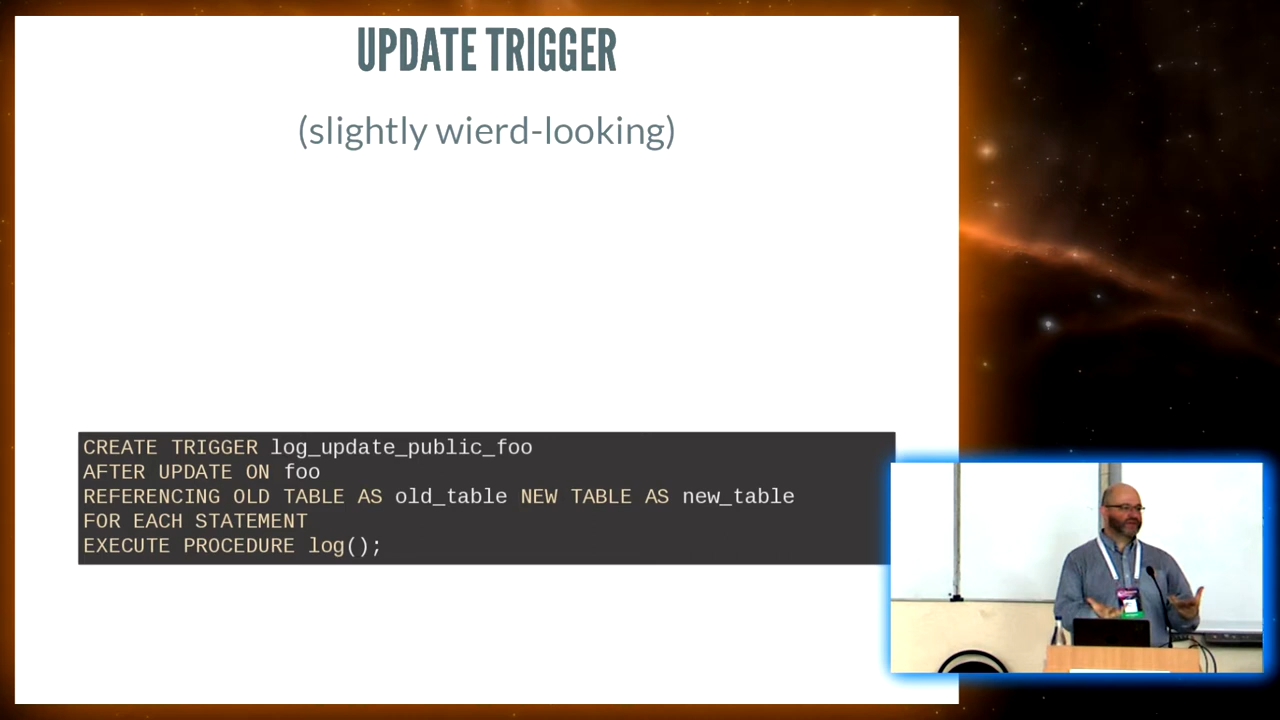 UPDATE TRIGGER
(slightly wierd-looking)
CREATE TRIGGER log_update_public_foo
AFTER UPDATE ON foo
REFERENCING OLD TABLE AS old_table NEW TABLE AS new_table
FOR EACH STATEMENT
EXECUTE PROCEDURE log();